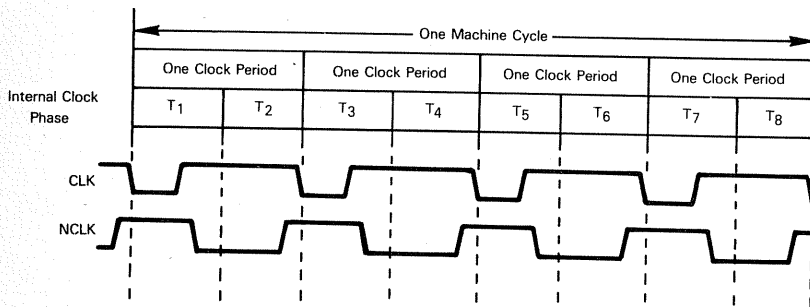 One Machine Cycle
One Clock Period One Clock Period One Clock Period One Clock Period
Internal Clock
Phase
T1 T2 T3 T4 T5 T6 T7 T8
CLK
NCLK